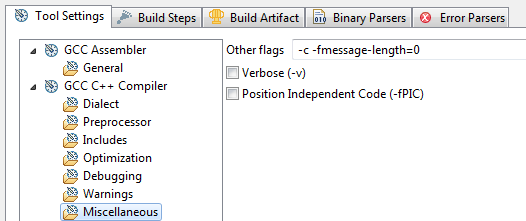 Tool Settings Build Steps Build Artifact Binary Parsers Error Parsers
GCC Assembler
General
GCC C++ Compiler
Dialect
Preprocessor
Includes
Optimization
Debugging
Warnings
Miscellaneous
Other flags -c -fmessage-length=0
Verbose (-v)
Position Independent Code (-fPIC)